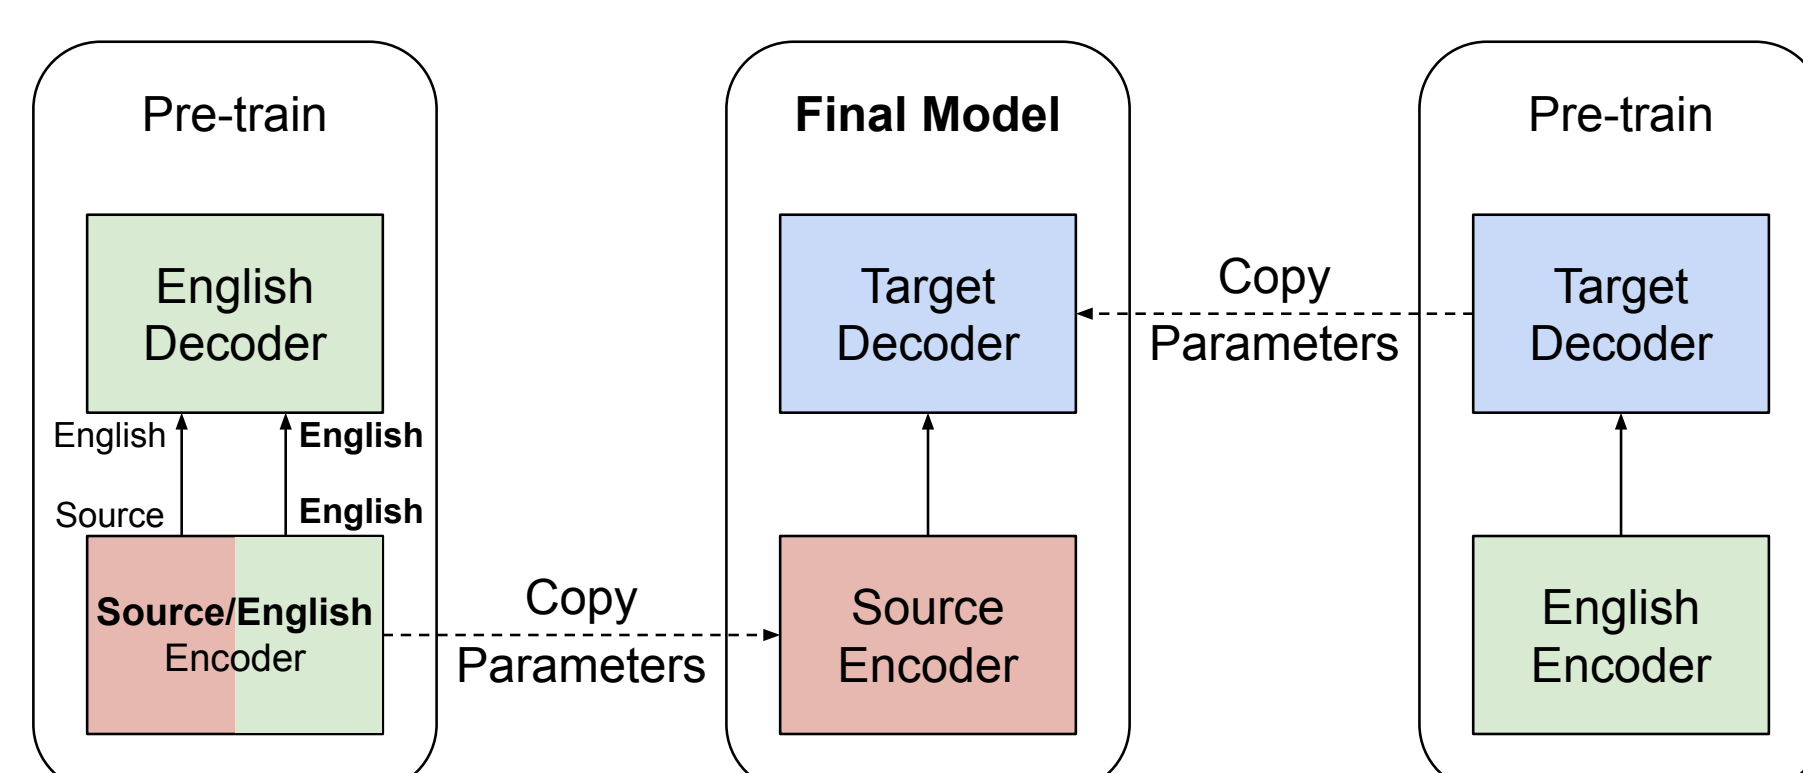 Pre-train
English
Decoder
English
English
Source
English
Source/English
Encoder
Copy
Parameters
Final Model
Target
Decoder
Source
Encoder
Copy
Parameters
Pre-train
Target
Decoder
English
Encoder